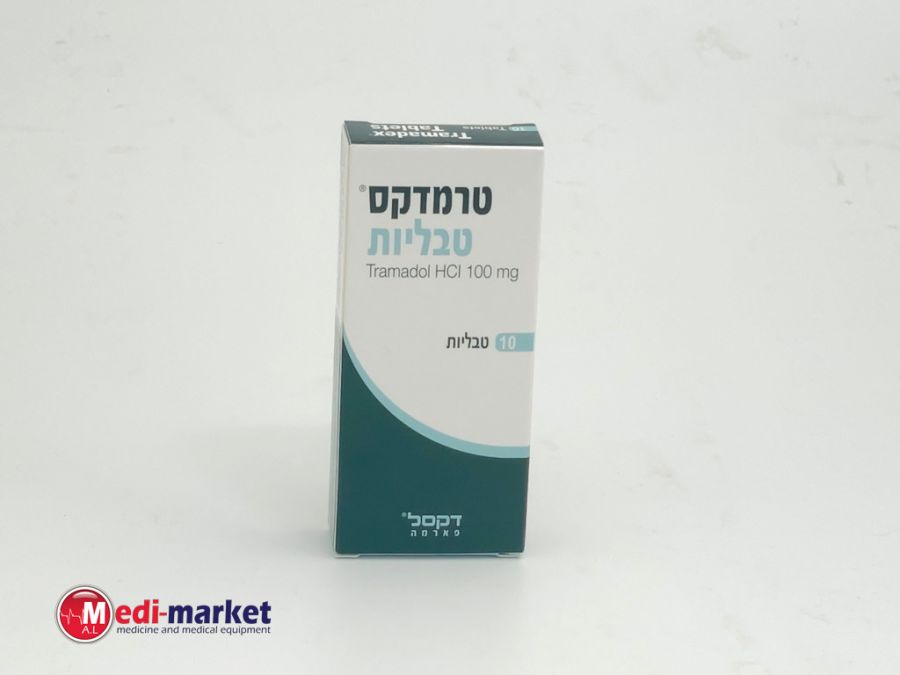 Tramadex
Tablets
10 Tablets
טרמדקס®
טבליות
Tramadol HCl 100 mg
10 טבליות
דקסל®
פארמה
Medi-market
A.L
medicine and medical equipment